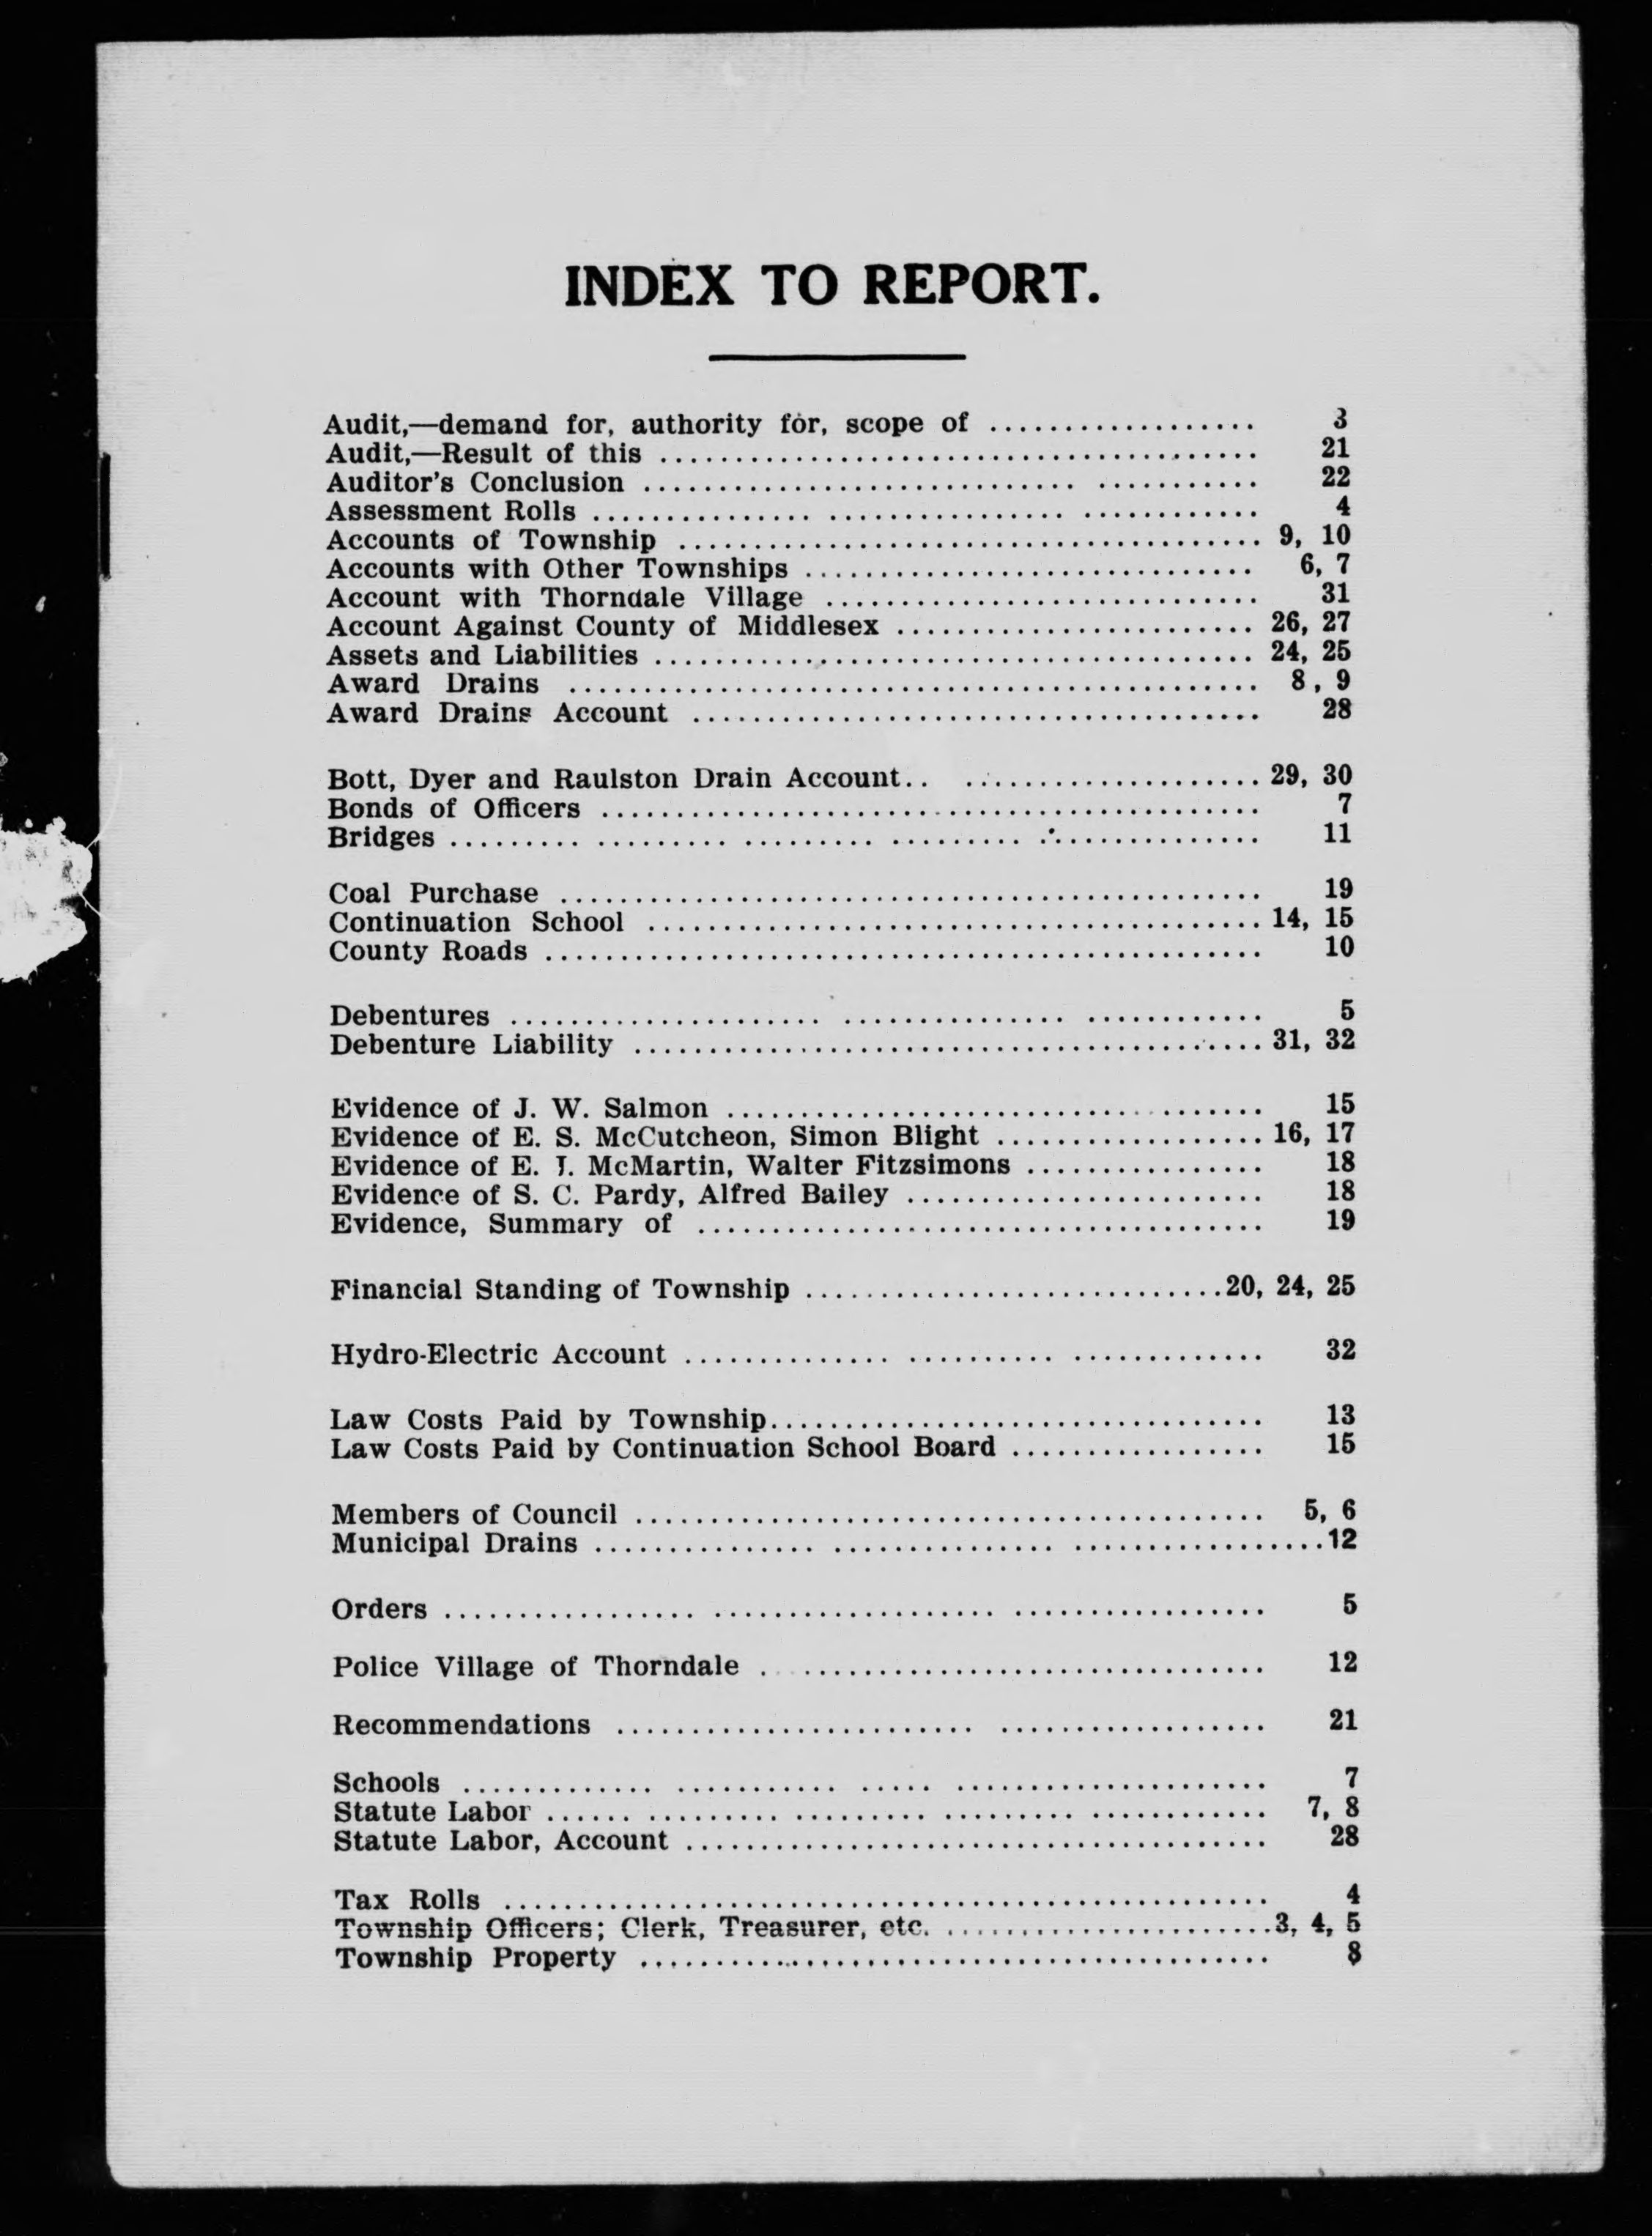 INDEX TO REPORT.
Audit,—demand for, authority for, scope of .................. 3
Audit,—Result of this ........................................ 21
Auditor's Conclusion ........................................ 22
Assessment Rolls ........................................ 4
Accounts of Township ........................................ 9, 10
Accounts with Other Townships .............................. 6, 7
Account with Thorndale Village ............................. 31
Account Against County of Middlesex ........................ 26, 27
Assets and Liabilities ........................................ 24, 25
Award Drains ............................................... 8, 9
Award Drains Account ...................................... 28
Bott, Dyer and Raulston Drain Account.. .................... 29, 30
Bonds of Officers ............................................ 7
Bridges ......... ......... ......... ......... .............. 11
Coal Purchase ............................................... 19
Continuation School ......................................... 14, 15
County Roads ................................................ 10
Debentures ..................... ............... ............ 5
Debenture Liability .......................................... 31, 32
Evidence of J. W. Salmon .................................... 15
Evidence of E. S. McCutcheon, Simon Blight .................. 16, 17
Evidence of E. J. McMartin, Walter Fitzsimons ................ 18
Evidence of S. C. Pardy, Alfred Bailey ........................ 18
Evidence, Summary of ...................................... 19
Financial Standing of Township ............................ 20, 24, 25
Hydro-Electric Account .............. .......... ............. 32
Law Costs Paid by Township................................. 13
Law Costs Paid by Continuation School Board ................. 15
Members of Council .......................................... 5, 6
Municipal Drains ............... ............... ................. 12
Orders ................. ................... ................. 5
Police Village of Thorndale . ............................... 12
Recommendations ........................ .................. 21
Schools ............. ........... ..... ..................... 7
Statute Labor ...... ......... ......... ......... ............ 7, 8
Statute Labor, Account ....................................... 28
Tax Rolls .................................................... 4
Township Officers; Clerk, Treasurer, etc. ...................... 3, 4, 5
Township Property .......................................... 8